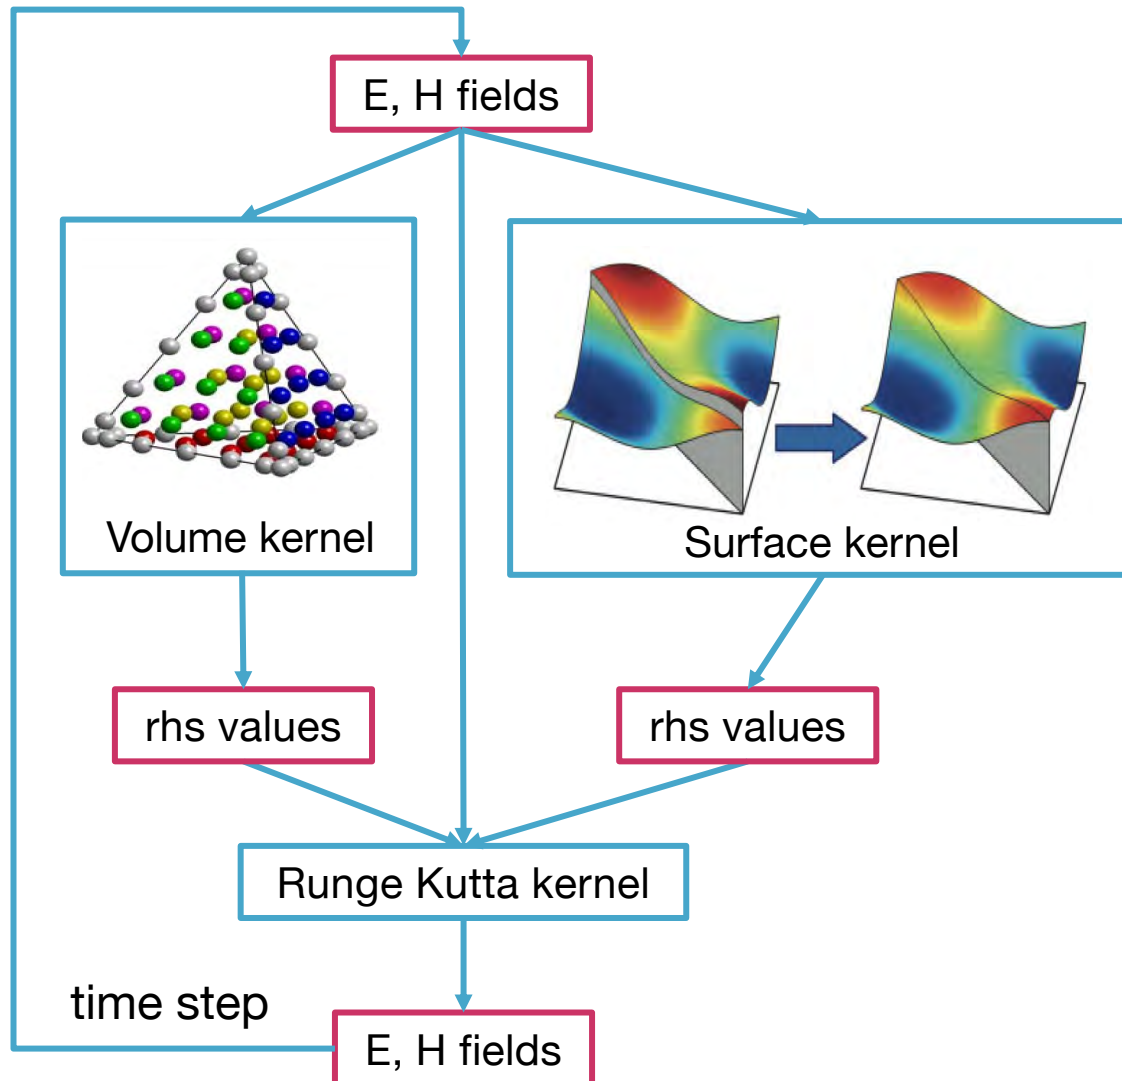 E, H fields
Volume kernel
Surface kernel
rhs values
rhs values
Runge Kutta kernel
time step
E, H fields